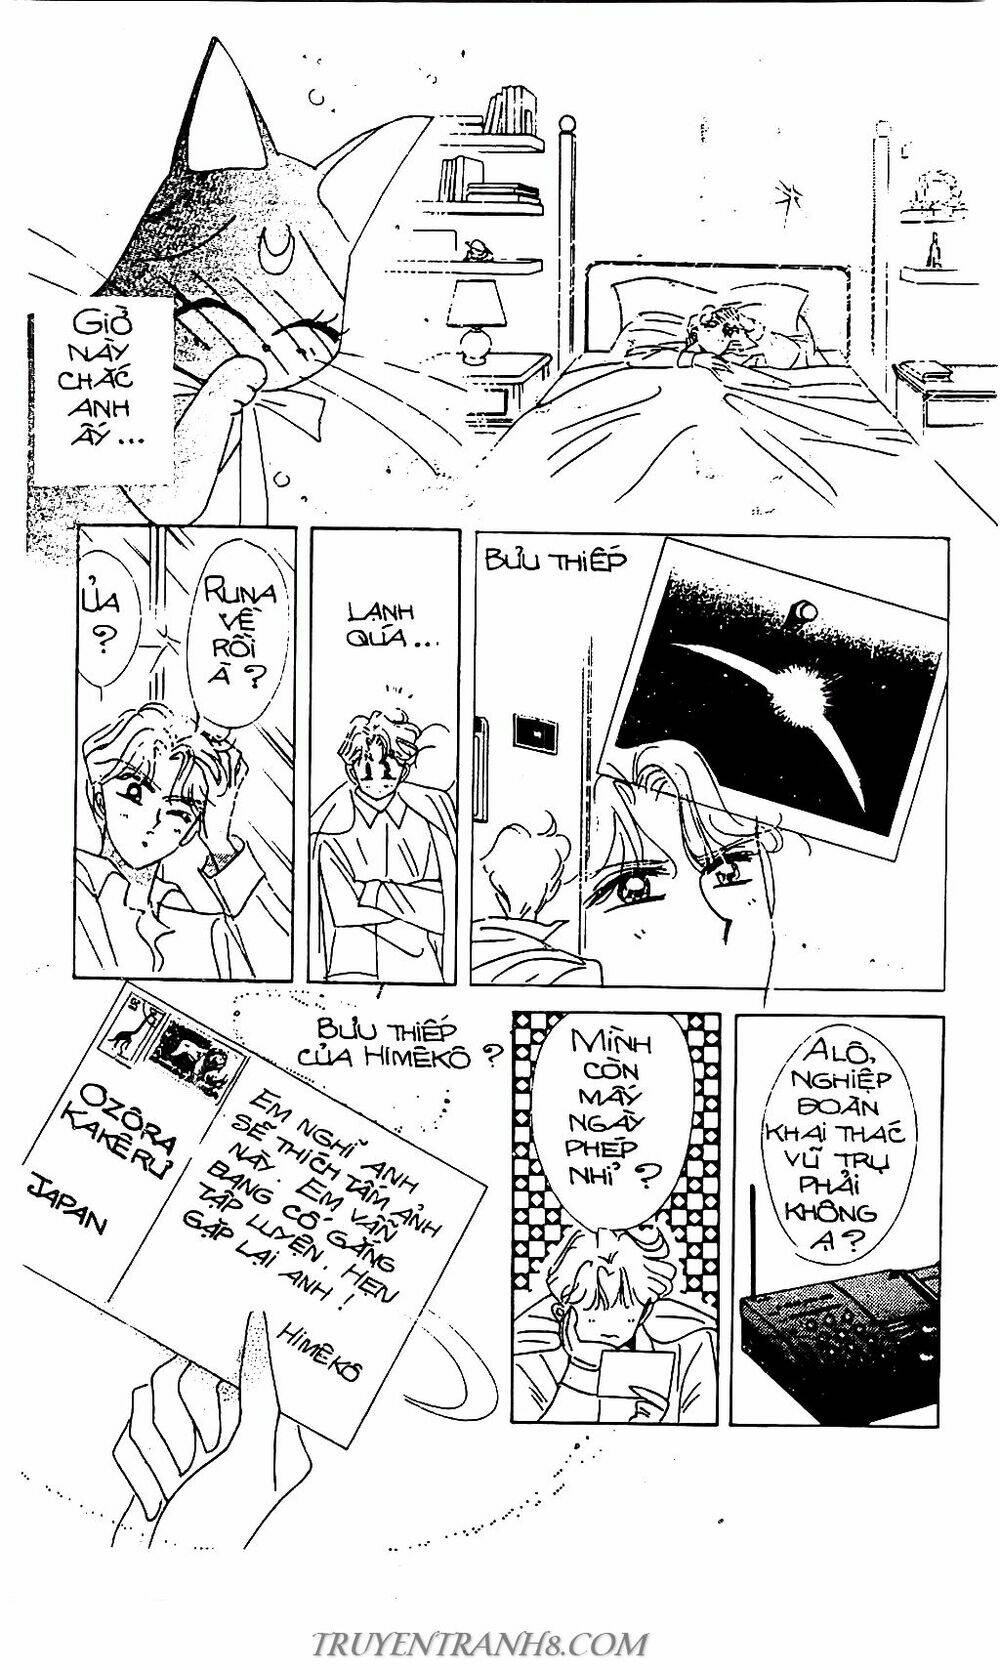 GIỜ
NÀY
CHẮC
ANH
ẤY ...
ỦA
?
RUNA
VỀ
RỒI
À ?
LẠNH
QÚA ...
BƯU THIẾP
BƯU THIẾP
CỦA HIMÊKÔ ?
OZÔRA
KAKÊRU
JAPAN
EM NGHĨ ANH
SẼ THÍCH TẤM ẢNH
NÀY. EM VẪN
ĐANG CỐ GẮNG
TẬP LUYỆN. HẸN
GẶP LẠI ANH !
HIMÊKÔ
MÌNH
CÒN
MẤY
NGÀY
PHÉP
NHỈ ?
ALÔ,
NGHIỆP
ĐOÀN
KHAI THÁC
VŨ TRỤ
PHẢI
KHÔNG
Ạ ?
TRUYENTRANH8.COM